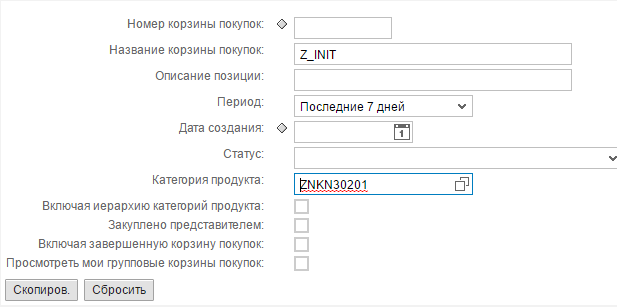 Номер корзины покупок:
Название корзины покупок: Z_INIT
Описание позиции:
Период: Последние 7 дней
Дата создания: 1
Статус:
Категория продукта: ZNKN30201
Включая иерархию категорий продукта:
Закуплено представителем:
Включая завершенную корзину покупок:
Просмотреть мои групповые корзины покупок:
Скопиров. Сбросить